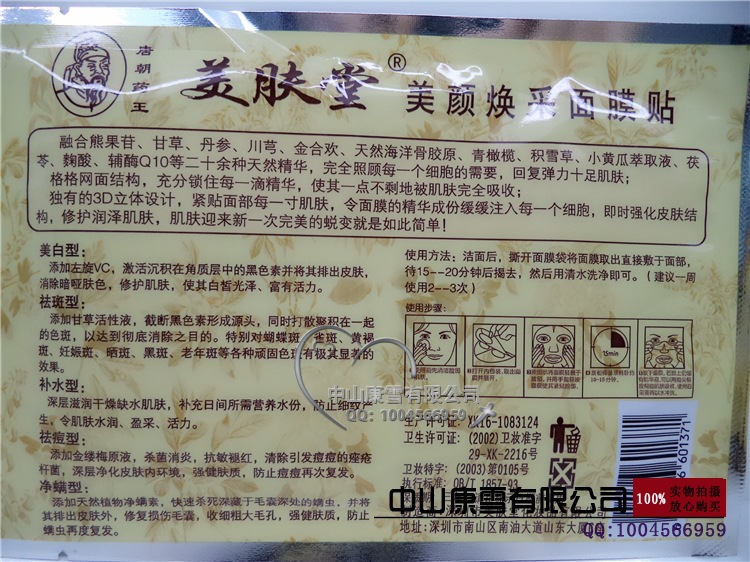 唐朝药王
美肤堂®
美颜焕采面膜贴
融合熊果苷、甘草、丹参、川芎、金合欢、天然海洋骨胶原、青橄榄、积雪草、小黄瓜萃取液、茯
苓、麴酸、辅酶Q10等二十余种天然精华，完全照顾每一个细胞的需要，回复弹力十足肌肤；
格格网面结构，充分锁住每一滴精华，使其一点不剩地被肌肤完全吸收；
独有的3D立体设计，紧贴面部每一寸肌肤，令面膜的精华成份缓缓注入每一个细胞，即时强化皮肤结
构，修护润泽肌肤，肌肤迎来新一次完美的蜕变就是如此简单！
美白型：
添加左旋VC，激活沉积在角质层中的黑色素并将其排出皮肤，
消除暗哑肤色，修护肌肤，使其白皙光泽、富有活力。
祛斑型：
添加甘草活性液，截断黑色素形成源头，同时打散聚积在一起
的色斑，以达到彻底消除之目的。特别对蝴蝶斑、雀斑、黄褐
斑、妊娠斑、晒斑、黑斑、老年斑等各种顽固色斑有极其显著的
效果。
补水型：
深层滋润干燥缺水肌肤，补充日间所需营养水份，防止细纹产
生，令肌肤水润、盈采、活力。
祛痘型：
添加金缕梅原液，杀菌消炎，抗敏褪红，清除引发痘痘的痤疮
杆菌，深层净化皮肤内环境，强健肤质，防止痘痘再次发复。
净螨型：
添加天然植物净螨素，快速杀死深藏于毛囊深处的螨虫，并将
其排出皮肤外，修复损伤毛囊，收细粗大毛孔，强健肤质，防止
螨虫再度复发。
使用方法：洁面后，撕开面膜袋将面膜取出直接敷于面部，
待15--20分钟后揭去，然后用清水洗净即可。（建议一周
使用2--3次）
使用步骤：
15min
生产许可证：XK16-1083124
卫生许可证：(2002)卫妆准字
29-XK-2216号
卫妆特字：(2003)第0105号
执行标准：QB/T 1857-93
地址：深圳市南山区南油大道山东大厦
61601371
中山康雪有限公司
QQ:1004566959
中山康雪有限公司
100% 实物拍摄
放心购买
QQ:1004566959